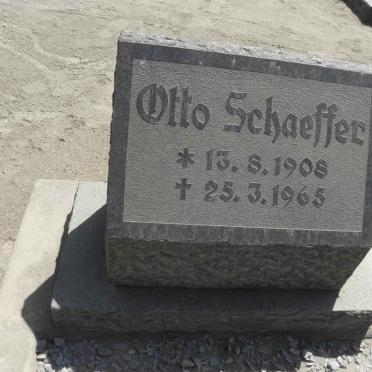 Otto Schaeffer
* 13. 8. 1908
✝ 25. 3. 1965